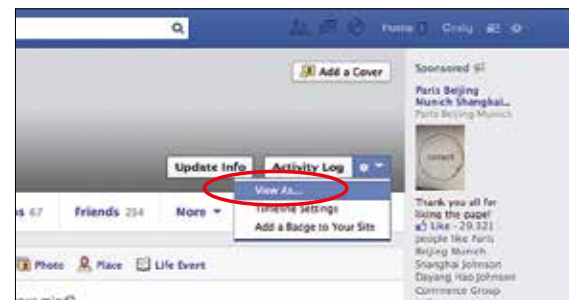 Craig
Add a Cover
Sponsored
Paris Beijing
Munich Shanghai...
Paris Beijing Munich
Update Info
Activity Log
View As...
Timeline Settings
Add a Badge to Your Site
67
Friends 254
More
Photo
Place
Life Event
Thank you all for
liking the page!
Like · 29,321
people like Paris
Beijing Munich
Shanghai Johnson
Dayang Hao Johnson
Commerce Group